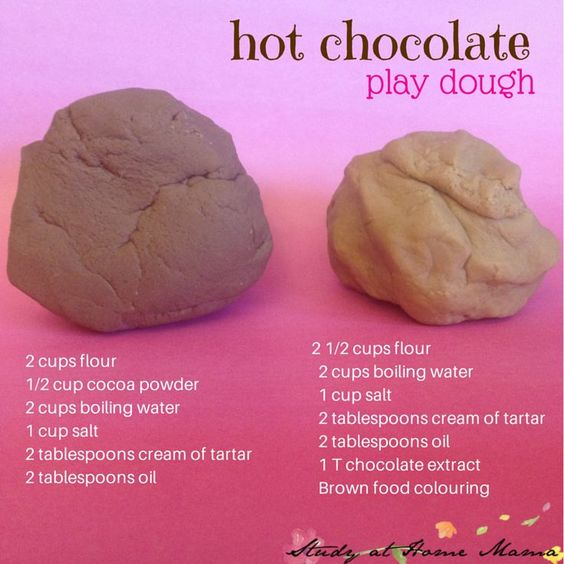 hot chocolate
play dough
2 cups flour
1/2 cup cocoa powder
2 cups boiling water
1 cup salt
2 tablespoons cream of tartar
2 tablespoons oil
2 1/2 cups flour
2 cups boiling water
1 cup salt
2 tablespoons cream of tartar
2 tablespoons oil
1 T chocolate extract
Brown food colouring
Study at Home Mama